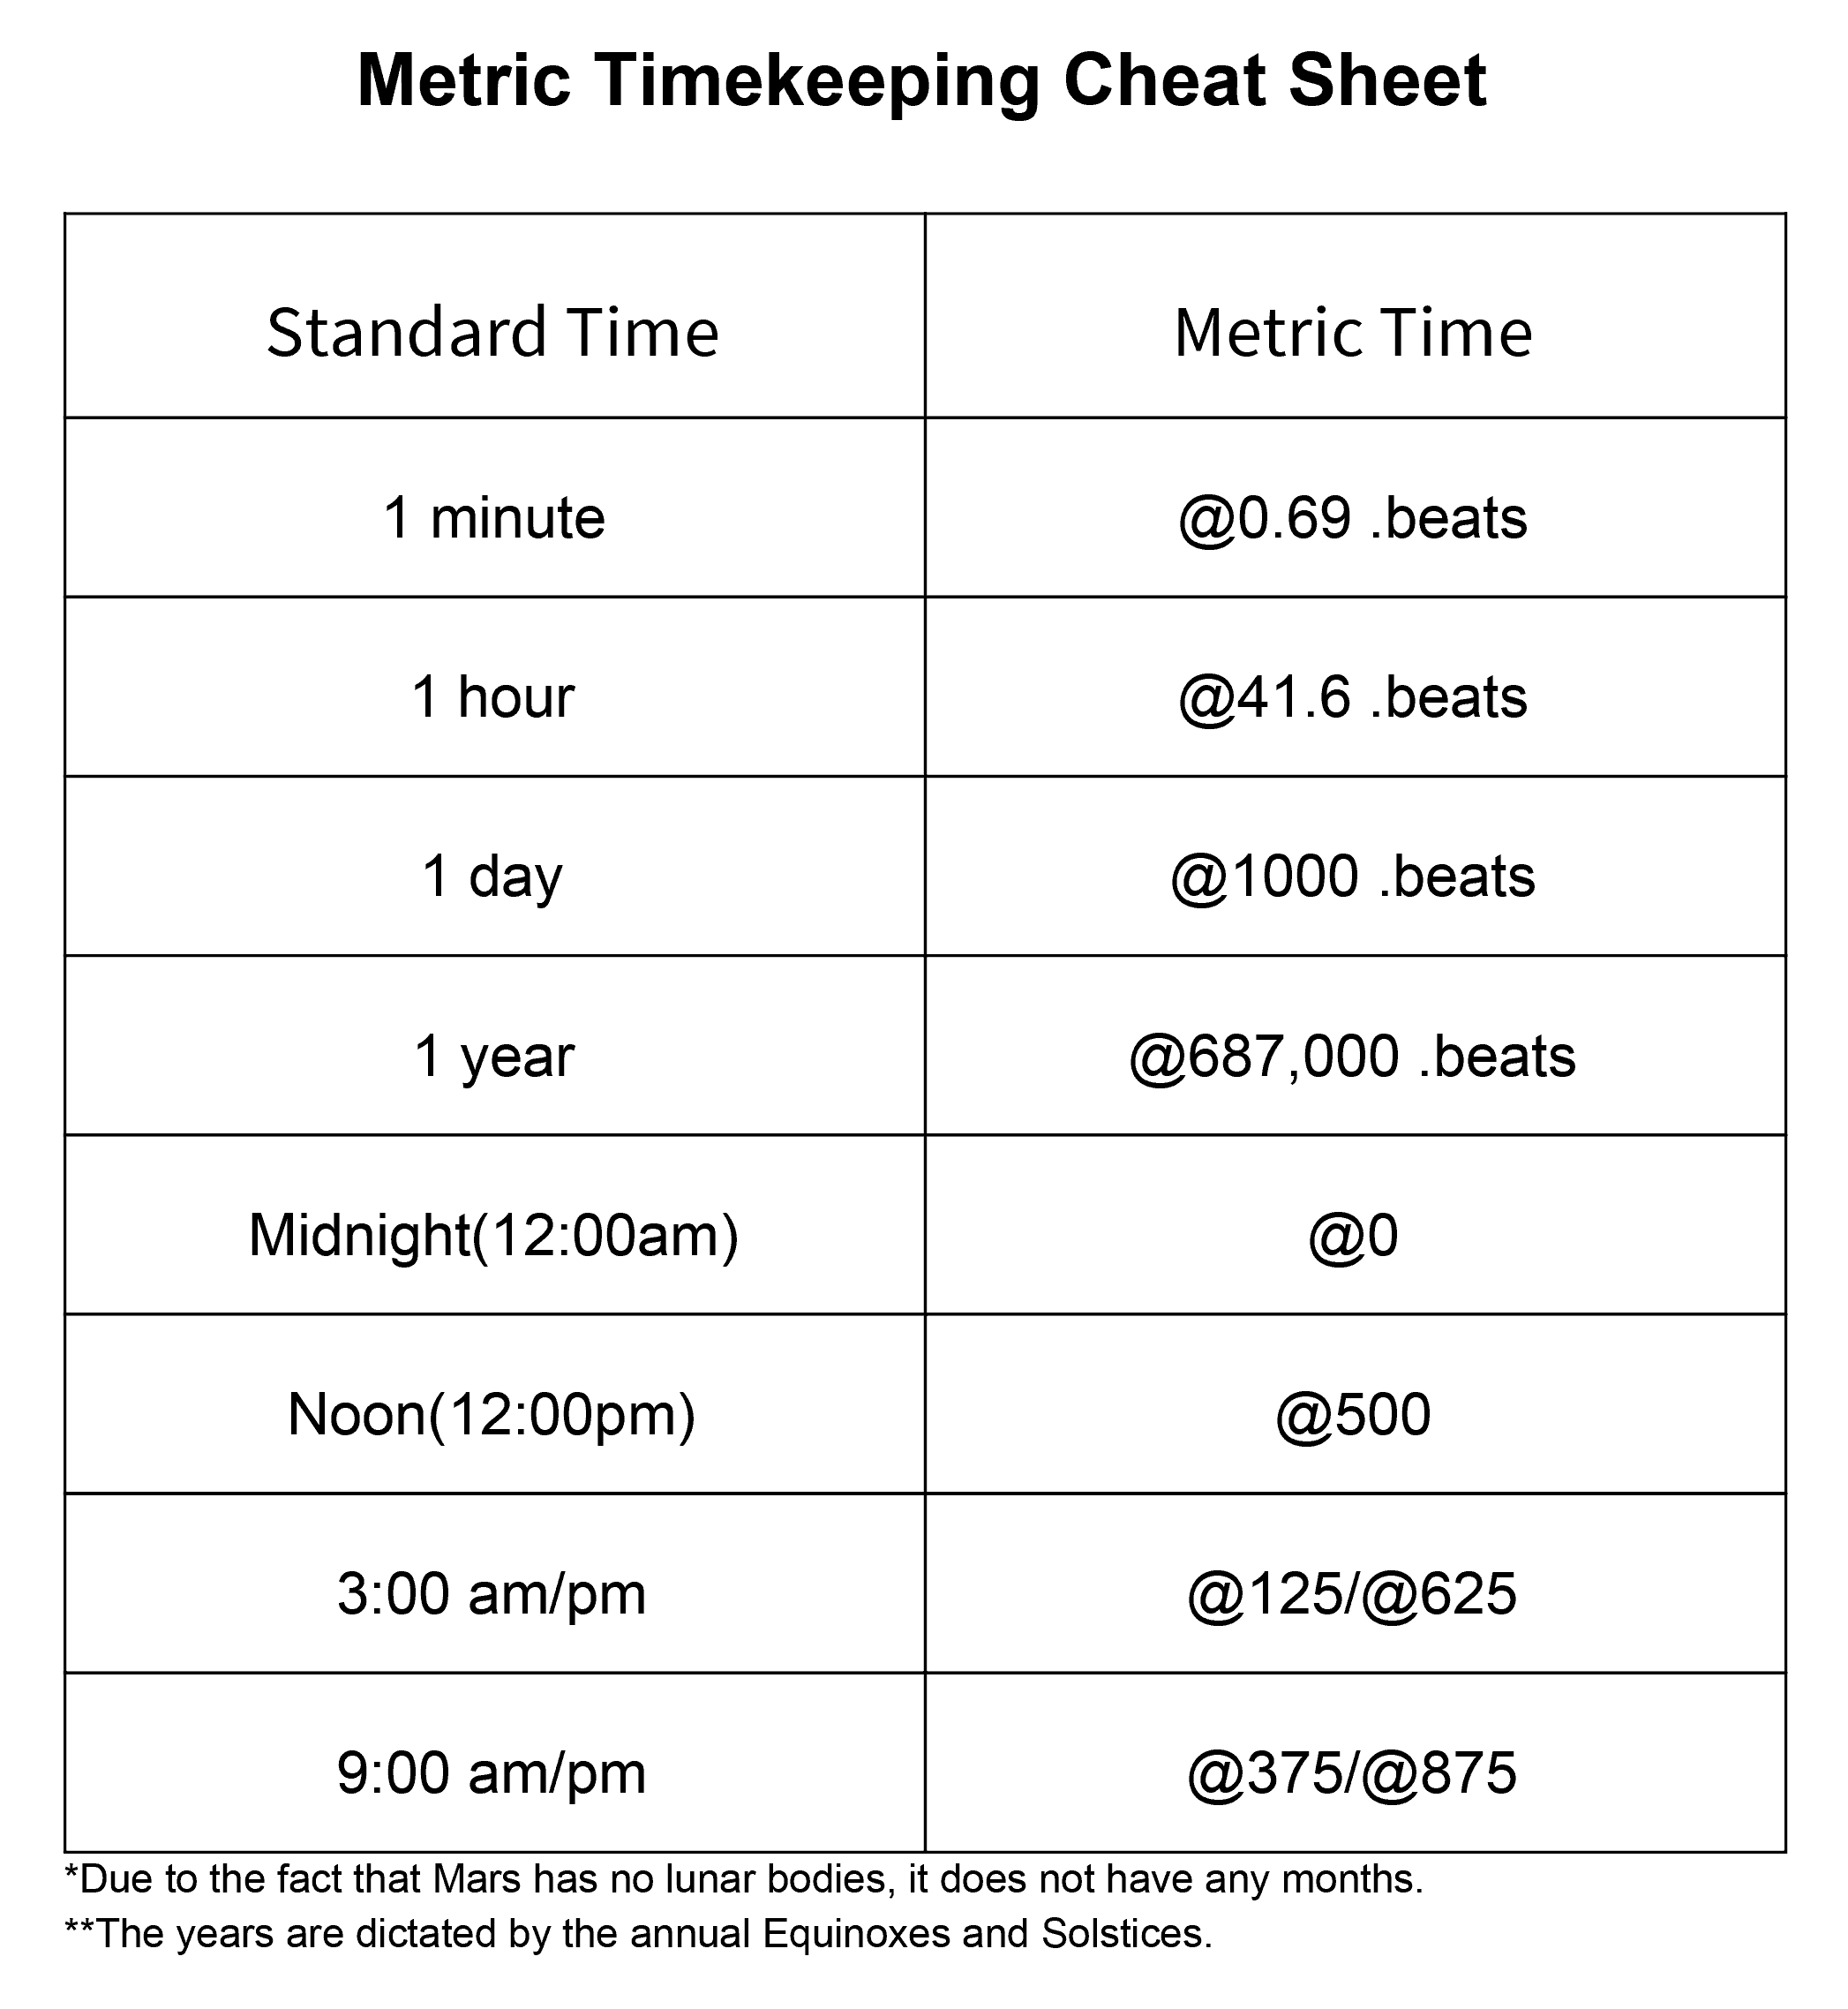 Metric Timekeeping Cheat Sheet
Standard Time
Metric Time
1 minute
@0.69 .beats
1 hour
@41.6 .beats
1 day
@1000 .beats
1 year
@687,000 .beats
Midnight(12:00am)
@0
Noon(12:00pm)
@500
3:00 am/pm
@125/@625
9:00 am/pm
@375/@875
*Due to the fact that Mars has no lunar bodies, it does not have any months.
**The years are dictated by the annual Equinoxes and Solstices.